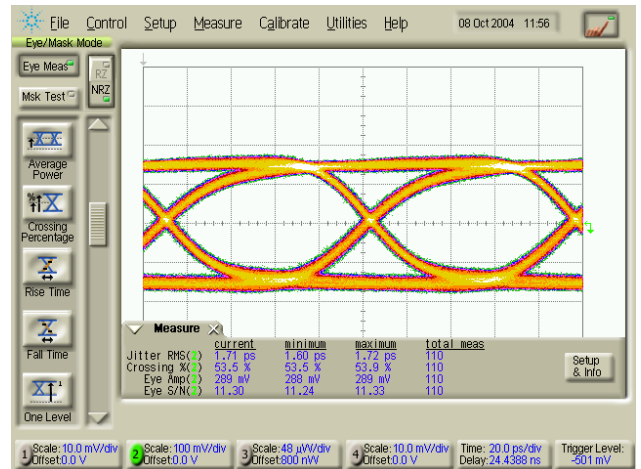 File Control Setup Measure Calibrate Utilities Help 08 Oct 2004 11:56
Eye/Mask Mode
Eye Meas
RZ
NRZ
Msk Test
Average
Power
Crossing
Percentage
Rise Time
Fall Time
One Level
Measure
current minimum maximum total meas
Jitter RMS(2) 1.71 ps 1.60 ps 1.72 ps 110
Crossing %(2) 53.5 % 53.5 % 53.9 % 110
Eye Amp(2) 289 mV 288 mV 289 mV 110
Eye S/N(2) 11.30 11.24 11.33 110
Setup
& Info
1 Scale: 10.0 mV/div
Offset:0.0 V
2 Scale: 100 mV/div
Offset:0.0 V
3 Scale:48 µW/div
Offset:800 nW
4 Scale: 10.0 mV/div
Offset:0.0 V
Time: 20.0 ps/div
Delay:24.4388 ns
Trigger Level:
-501 mV